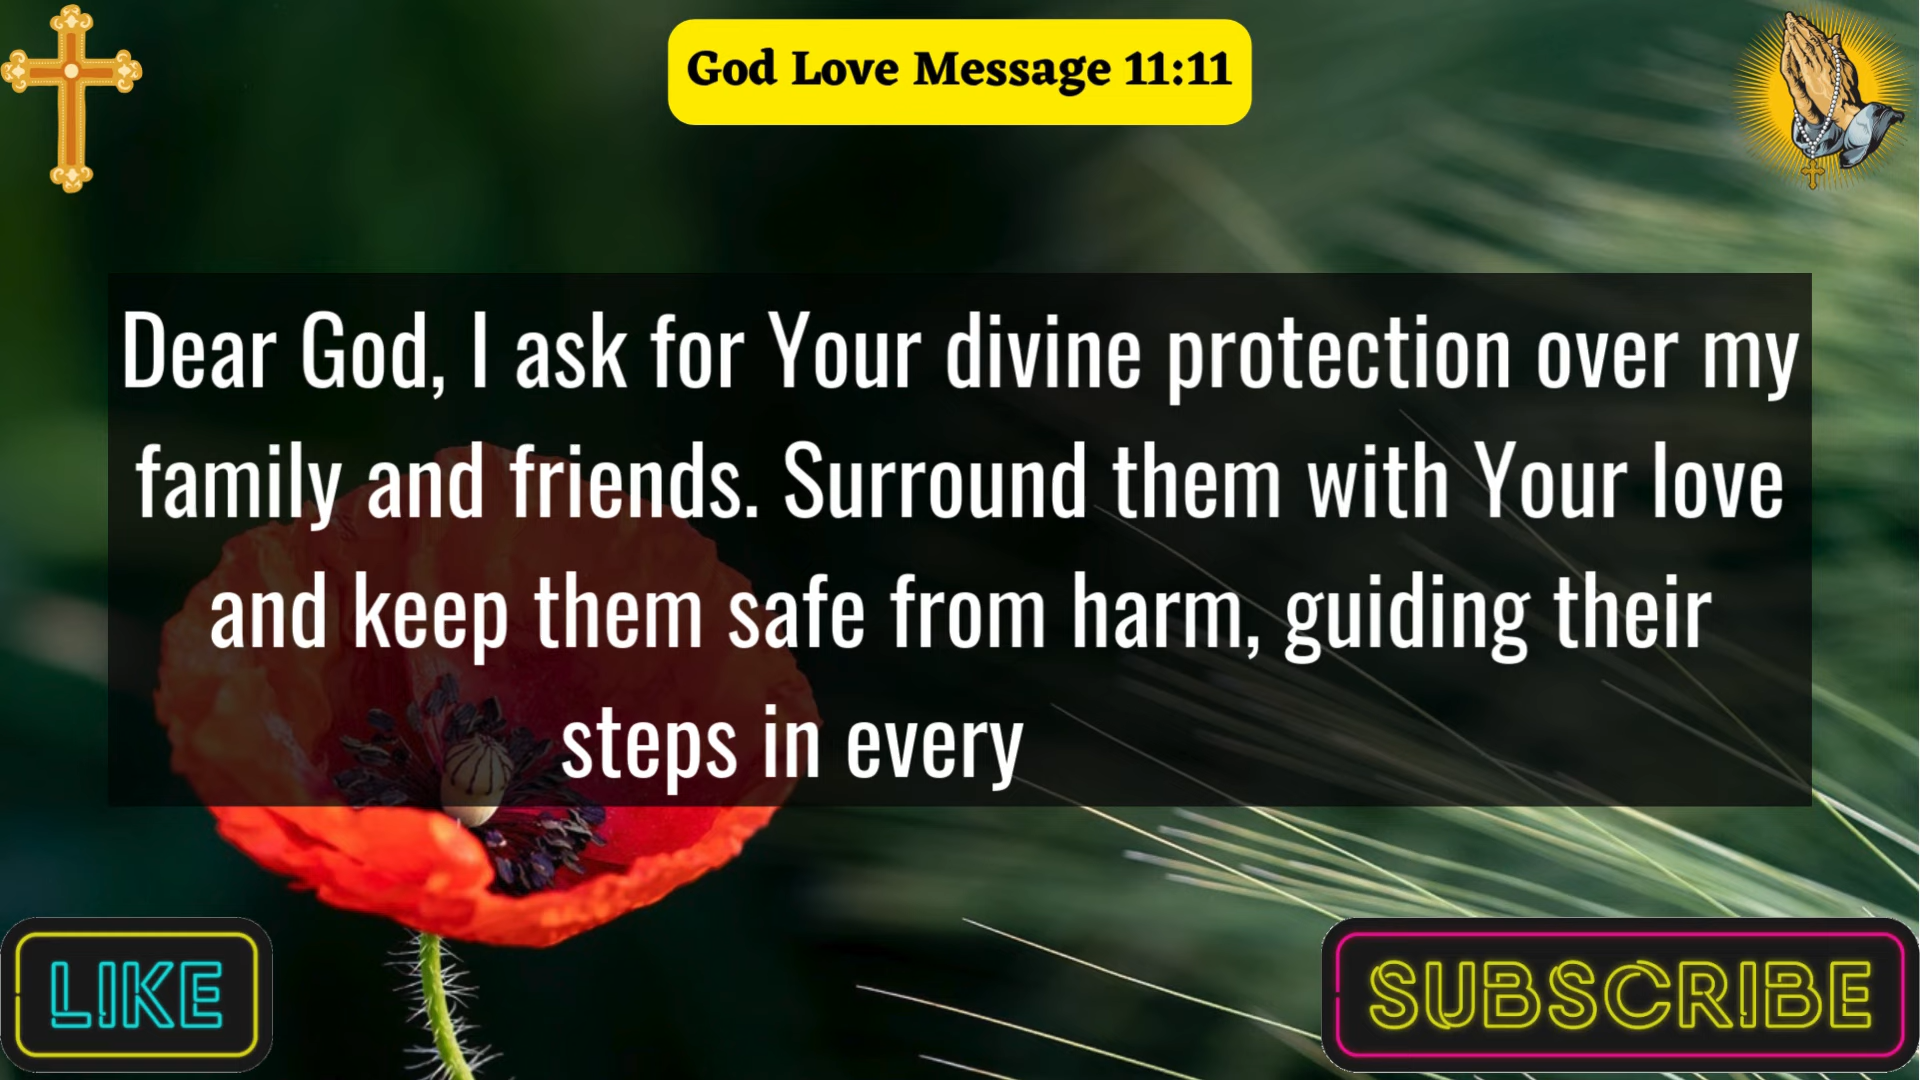 God Love Message 11:11
Dear God, I ask for Your divine protection over my
family and friends. Surround them with Your love
and keep them safe from harm, guiding their
steps in every
LIKE
SUBSCRIBE